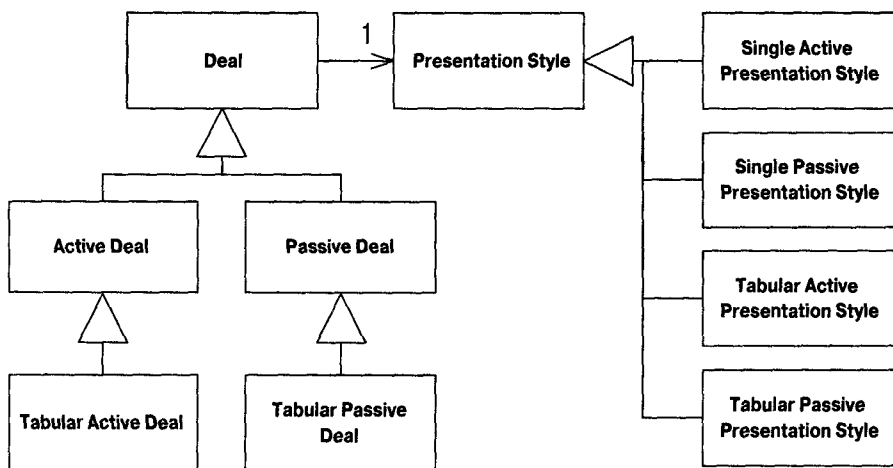 1
Deal
Presentation Style
Single Active
Presentation Style
Single Passive
Presentation Style
Active Deal
Passive Deal
Tabular Active
Presentation Style
Tabular Active Deal
Tabular Passive
Deal
Tabular Passive
Presentation Style